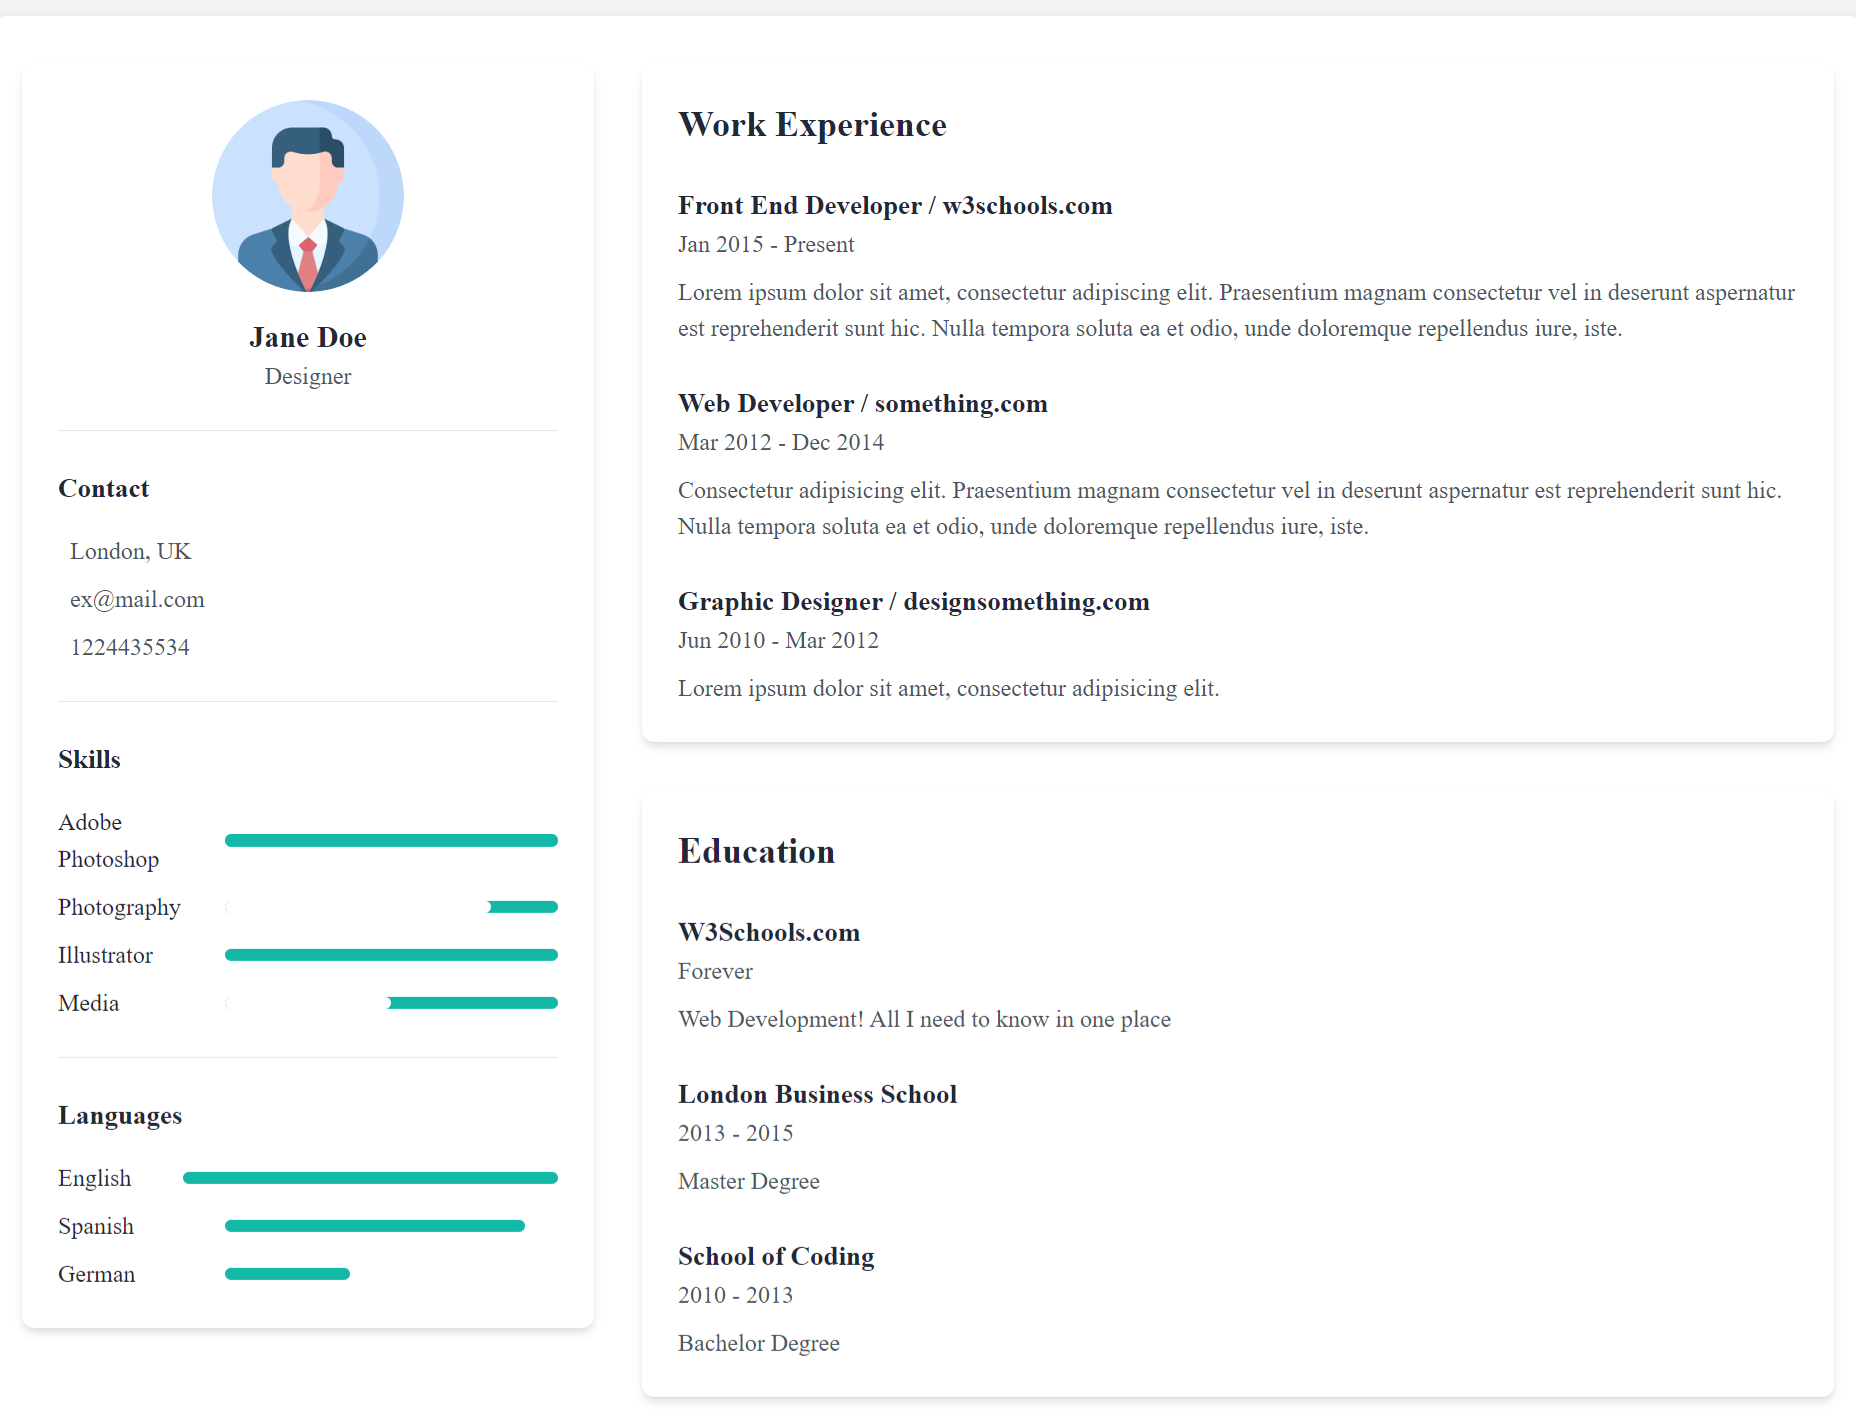 Jane Doe
Designer
Contact
London, UK
ex@mail.com
1224435534
Skills
Adobe
Photoshop
Photography
Illustrator
Media
Languages
English
Spanish
German
Work Experience
Front End Developer / w3schools.com
Jan 2015 - Present
Lorem ipsum dolor sit amet, consectetur adipiscing elit. Praesentium magnam consectetur vel in deserunt aspernatur
est reprehenderit sunt hic. Nulla tempora soluta ea et odio, unde doloremque repellendus iure, iste.
Web Developer / something.com
Mar 2012 - Dec 2014
Consectetur adipisicing elit. Praesentium magnam consectetur vel in deserunt aspernatur est reprehenderit sunt hic.
Nulla tempora soluta ea et odio, unde doloremque repellendus iure, iste.
Graphic Designer / designsomething.com
Jun 2010 - Mar 2012
Lorem ipsum dolor sit amet, consectetur adipisicing elit.
Education
W3Schools.com
Forever
Web Development! All I need to know in one place
London Business School
2013 - 2015
Master Degree
School of Coding
2010 - 2013
Bachelor Degree